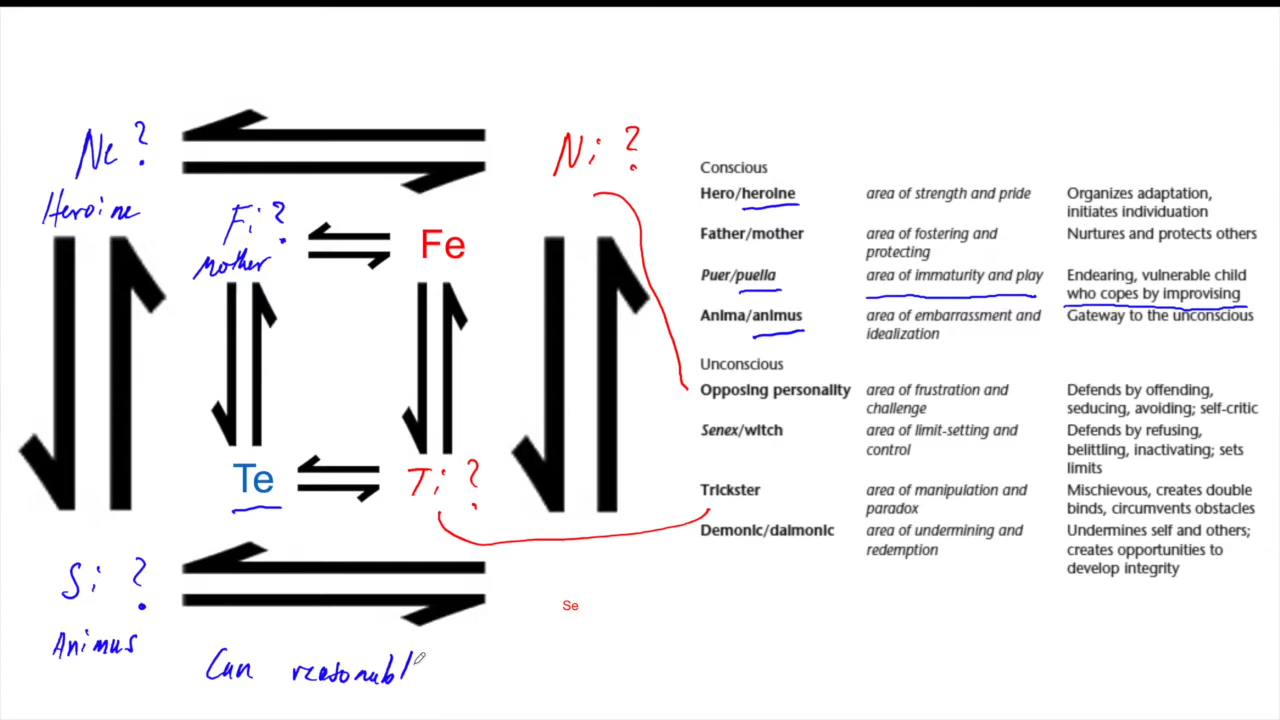 Ne ?
Heroine
Fi ?
Mother
Fe
Ni ?
Te
Ti ?
Si ?
Animus
Se
Can reasonabl
Conscious
Hero/heroine area of strength and pride Organizes adaptation,
initiates individuation
Father/mother area of fostering and Nurtures and protects others
protecting
Puer/puella area of immaturity and play Endearing, vulnerable child
who copes by improvising
Anima/animus area of embarrassment and Gateway to the unconscious
idealization
Unconscious
Opposing personality area of frustration and Defends by offending,
challenge seducing, avoiding; self-critic
Senex/witch area of limit-setting and Defends by refusing,
control belittling, inactivating; sets
limits
Trickster area of manipulation and Mischievous, creates double
paradox binds, circumvents obstacles
Demonic/daimonic area of undermining and Undermines self and others;
redemption creates opportunities to
develop integrity